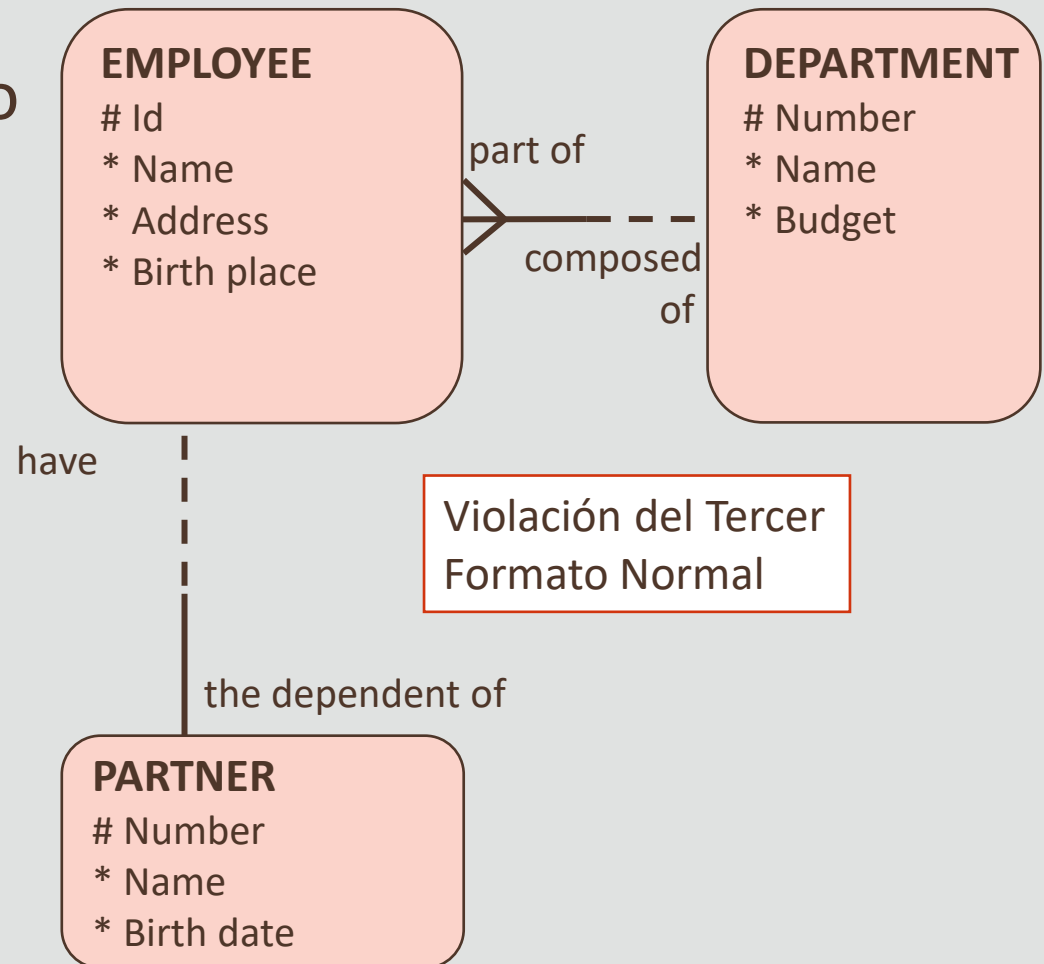 EMPLOYEE
# Id
* Name
* Address
* Birth place
part of
composed
of
DEPARTMENT
# Number
* Name
* Budget
have
Violación del Tercer
Formato Normal
the dependent of
PARTNER
# Number
* Name
* Birth date